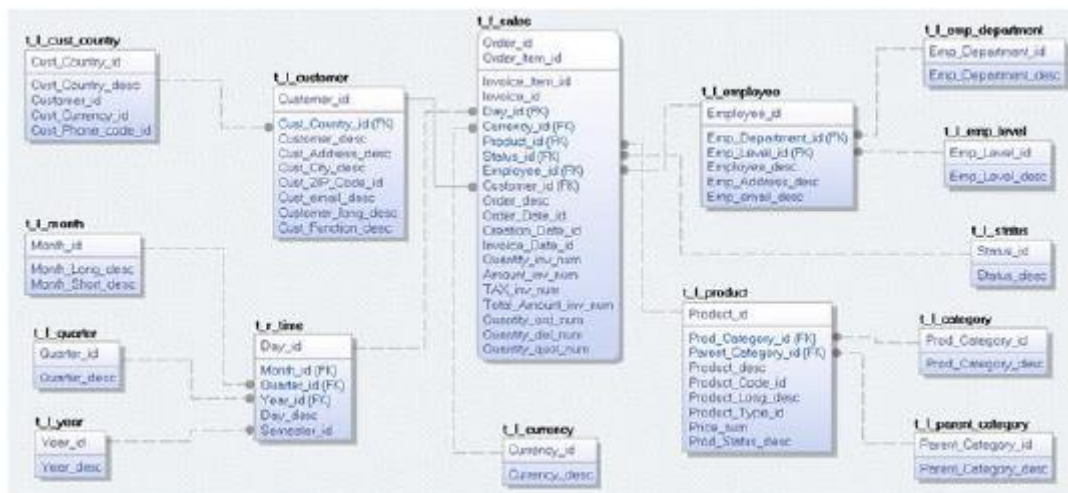 t_l_cust_country
Cust_Country_id
Cust_Country_desc
Customer_id
Cust_Currency_id
Cust_Phone_code_id
t_l_customer
Customer_id
Cust_Country_id (FK)
Customer_desc
Cust_Address_desc
Cust_City_desc
Cust_ZIP_Code_id
Cust_email_desc
Customer_long_desc
Cust_Function_desc
t_f_sales
Order_id
Order_Item_id
Invoice_Item_id
Invoice_id
Day_id (FK)
Currency_id (FK)
Product_id (FK)
Status_id (FK)
Employee_id (FK)
Customer_id (FK)
Order_desc
Order_Date_id
Creation_Date_id
Invoice_Date_id
Quantity_inv_num
Amount_inv_num
TAX_inv_num
Total_Amount_inv_num
Quantity_ord_num
Quantity_del_num
Quantity_quot_num
t_l_employee
Employee_id
Emp_Department_id (FK)
Emp_Level_id (FK)
Employee_desc
Emp_Address_desc
Emp_email_desc
t_l_emp_department
Emp_Department_id
Emp_Department_desc
t_l_emp_level
Emp_Level_id
Emp_Level_desc
t_l_status
Status_id
Status_desc
t_l_month
Month_id
Month_Long_desc
Month_Short_desc
t_l_quarter
Quarter_id
Quarter_desc
t_l_year
Year_id
Year_desc
t_r_time
Day_id
Month_id (FK)
Quarter_id (FK)
Year_id (FK)
Day_desc
Semester_id
t_l_currency
Currency_id
Currency_desc
t_l_product
Product_id
Prod_Category_id (FK)
Parent_Category_id (FK)
Product_desc
Product_Code_id
Product_Long_desc
Product_Type_id
Price_num
Prod_Status_desc
t_l_category
Prod_Category_id
Prod_Category_desc
t_l_parent_category
Parent_Category_id
Parent_Category_desc